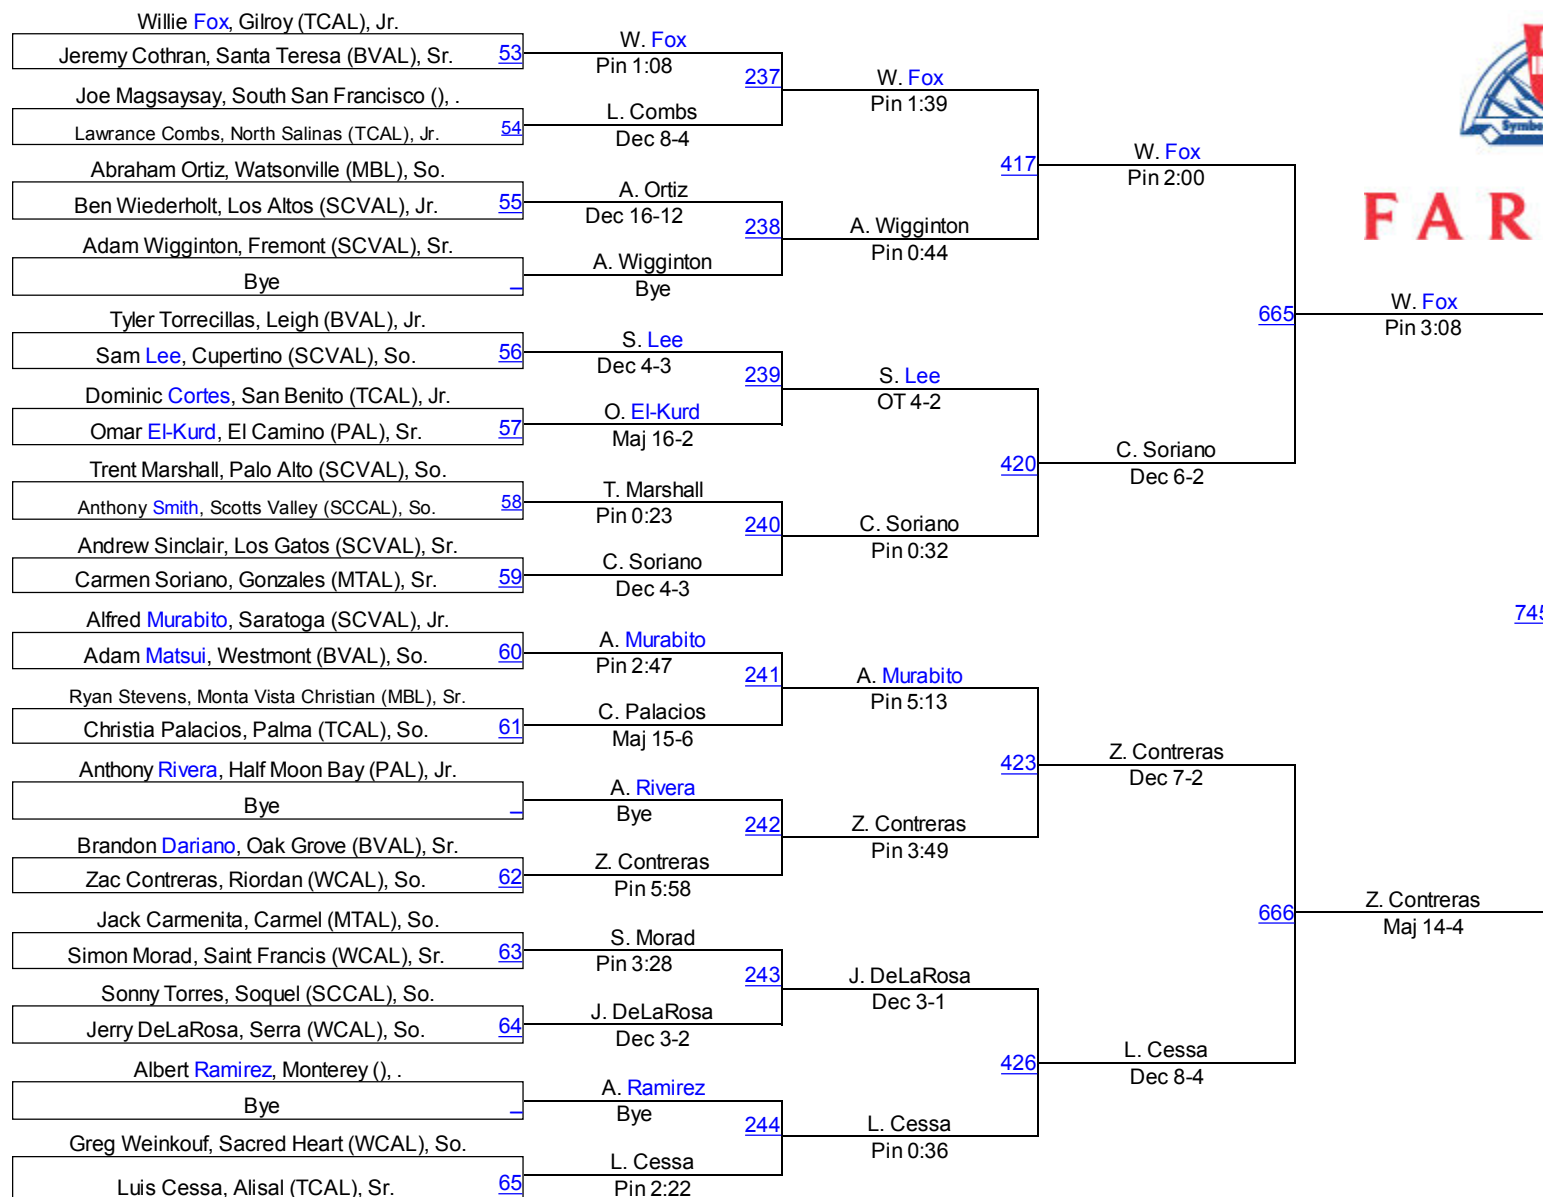 Willie Fox, Gilroy (TCAL), Jr.
Jeremy Cothran, Santa Teresa (BVAL), Sr. 53
Joe Magsaysay, South San Francisco (), .
Lawrance Combs, North Salinas (TCAL), Jr. 54
Abraham Ortiz, Watsonville (MBL), So.
Ben Wiederholt, Los Altos (SCVAL), Jr. 55
Adam Wigginton, Fremont (SCVAL), Sr.
Bye
Tyler Torrecillas, Leigh (BVAL), Jr.
Sam Lee, Cupertino (SCVAL), So. 56
Dominic Cortes, San Benito (TCAL), Jr.
Omar El-Kurd, El Camino (PAL), Sr. 57
Trent Marshall, Palo Alto (SCVAL), So.
Anthony Smith, Scotts Valley (SCCAL), So. 58
Andrew Sinclair, Los Gatos (SCVAL), Sr.
Carmen Soriano, Gonzales (MTAL), Sr. 59
Alfred Murabito, Saratoga (SCVAL), Jr.
Adam Matsui, Westmont (BVAL), So. 60
Ryan Stevens, Monta Vista Christian (MBL), Sr.
Christia Palacios, Palma (TCAL), So. 61
Anthony Rivera, Half Moon Bay (PAL), Jr.
Bye
Brandon Dariano, Oak Grove (BVAL), Sr.
Zac Contreras, Riordan (WCAL), So. 62
Jack Carmenita, Carmel (MTAL), So.
Simon Morad, Saint Francis (WCAL), Sr. 63
Sonny Torres, Soquel (SCCAL), So.
Jerry DeLaRosa, Serra (WCAL), So. 64
Albert Ramirez, Monterey (), .
Bye
Greg Weinkouf, Sacred Heart (WCAL), So.
Luis Cessa, Alisal (TCAL), Sr. 65
W. Fox
Pin 1:08
237
L. Combs
Dec 8-4
A. Ortiz
Dec 16-12
238
A. Wigginton
Bye
S. Lee
Dec 4-3
239
O. El-Kurd
Maj 16-2
T. Marshall
Pin 0:23
240
C. Soriano
Dec 4-3
A. Murabito
Pin 2:47
241
C. Palacios
Maj 15-6
A. Rivera
Bye
242
Z. Contreras
Pin 5:58
S. Morad
Pin 3:28
243
J. DeLaRosa
Dec 3-2
A. Ramirez
Bye
244
L. Cessa
Pin 2:22
W. Fox
Pin 1:39
417
A. Wigginton
Pin 0:44
S. Lee
OT 4-2
420
C. Soriano
Pin 0:32
A. Murabito
Pin 5:13
423
Z. Contreras
Pin 3:49
J. DeLaRosa
Dec 3-1
426
L. Cessa
Pin 0:36
W. Fox
Pin 2:00
665
C. Soriano
Dec 6-2
Z. Contreras
Dec 7-2
666
L. Cessa
Dec 8-4
W. Fox
Pin 3:08
745
Z. Contreras
Maj 14-4
FAR